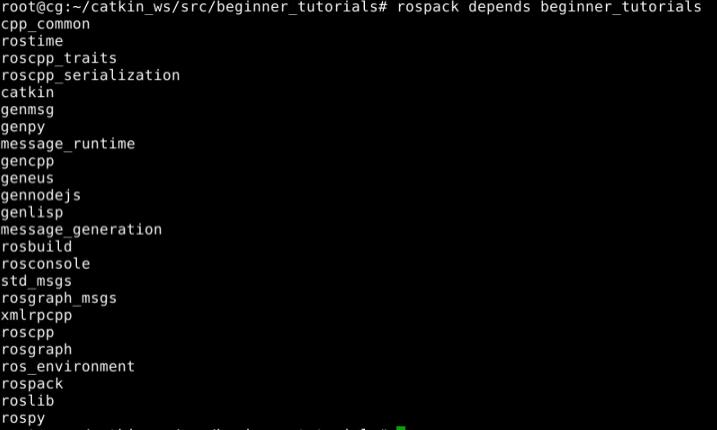 root@cg:~/catkin_ws/src/beginner_tutorials# rospack depends beginner_tutorials
cpp_common
rostime
roscpp_traits
roscpp_serialization
catkin
genmsg
genpy
message_runtime
gencpp
geneus
gennodejs
genlisp
message_generation
rosbuild
rosconsole
std_msgs
rosgraph_msgs
xmlrpcpp
roscpp
rosgraph
ros_environment
rospack
roslib
rospy